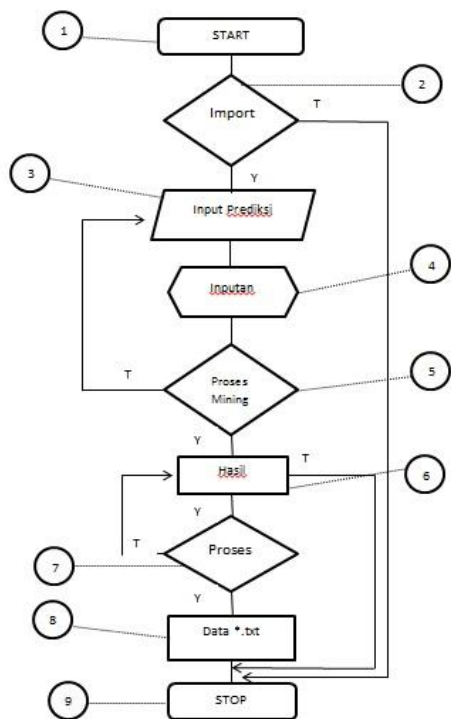 1
START
2
Import
T
Y
3
Input Prediksi
4
Inputan
5
Proses
Mining
T
Y
Hasil
T
6
Y
T
Proses
7
Y
8
Data *.txt
9
STOP